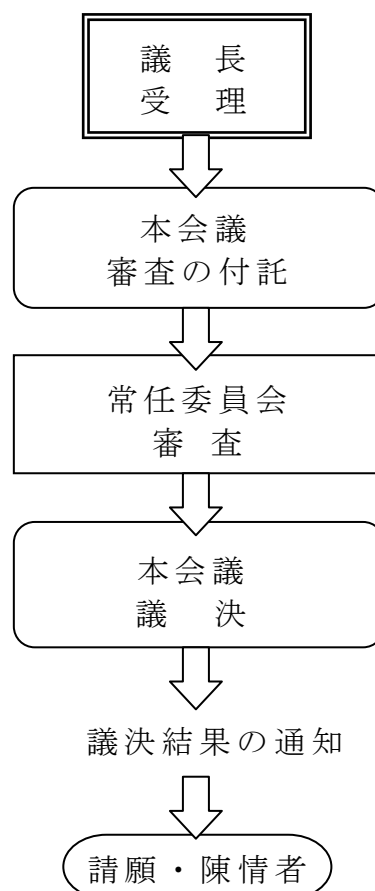 議　長
受　理
本会議
審査の付託
常任委員会
審　査
本会議
議　決
議決結果の通知
請願・陳情者